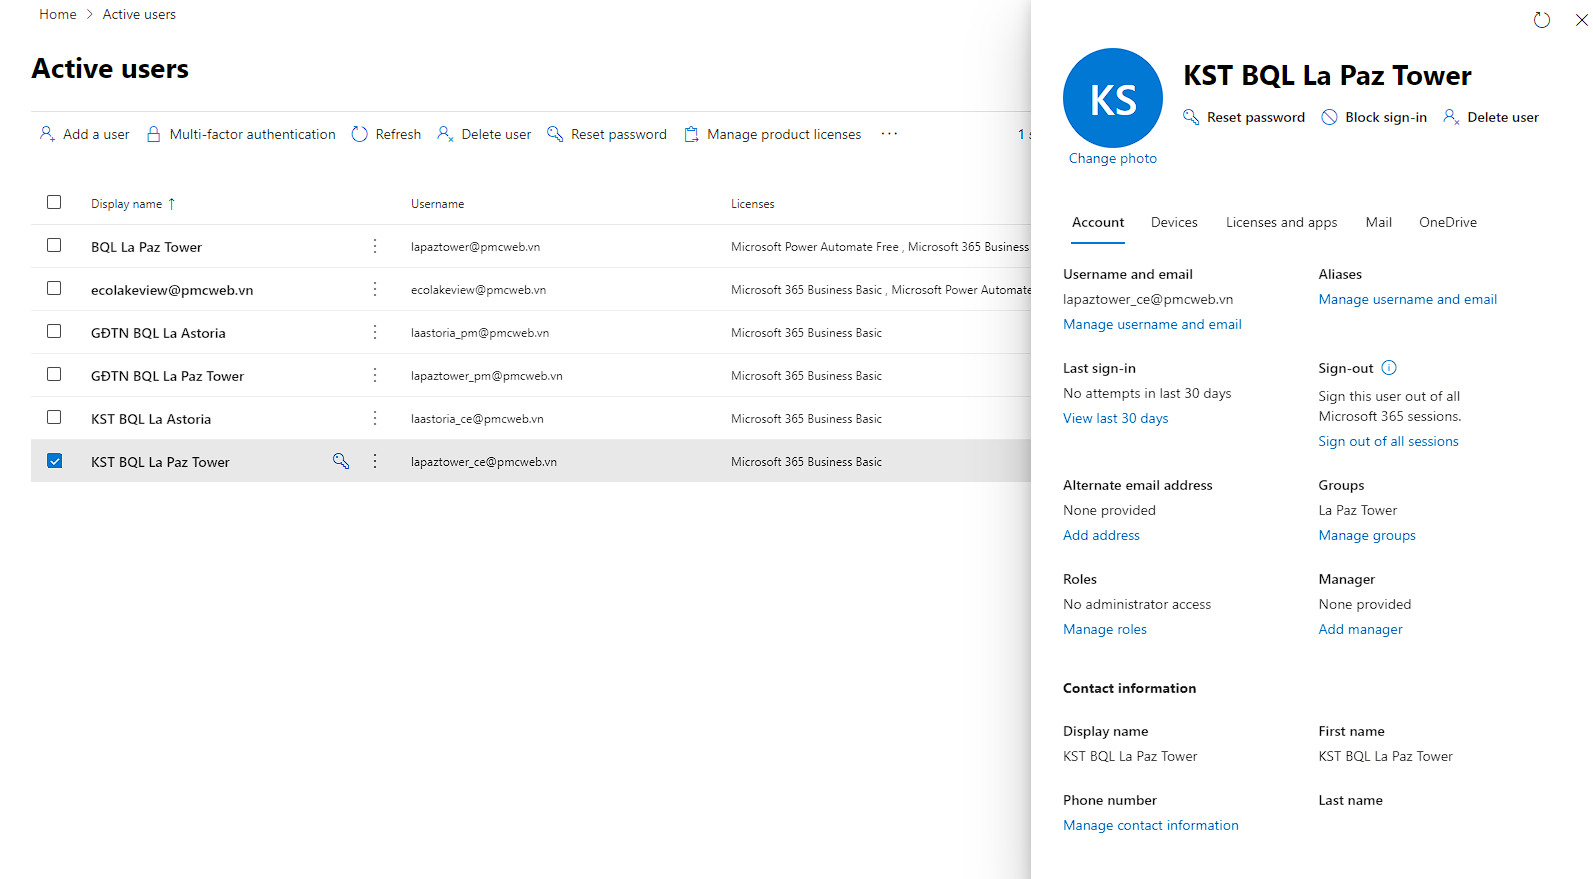 Home > Active users
Active users
Add a user Multi-factor authentication Refresh Delete user Reset password Manage product licenses ... 1
Display name ↑ Username Licenses
BQL La Paz Tower lapaztower@pmcweb.vn Microsoft Power Automate Free , Microsoft 365 Business
ecolakeview@pmcweb.vn ecolakeview@pmcweb.vn Microsoft 365 Business Basic , Microsoft Power Automate
GĐTN BQL La Astoria laastoria_pm@pmcweb.vn Microsoft 365 Business Basic
GĐTN BQL La Paz Tower lapaztower_pm@pmcweb.vn Microsoft 365 Business Basic
KST BQL La Astoria laastoria_ce@pmcweb.vn Microsoft 365 Business Basic
KST BQL La Paz Tower lapaztower_ce@pmcweb.vn Microsoft 365 Business Basic
KS
Change photo
KST BQL La Paz Tower
Reset password Block sign-in Delete user
Account Devices Licenses and apps Mail OneDrive
Username and email
lapaztower_ce@pmcweb.vn
Manage username and email
Aliases
Manage username and email
Last sign-in
No attempts in last 30 days
View last 30 days
Sign-out
Sign this user out of all
Microsoft 365 sessions.
Sign out of all sessions
Alternate email address
None provided
Add address
Groups
La Paz Tower
Manage groups
Roles
No administrator access
Manage roles
Manager
None provided
Add manager
Contact information
Display name
KST BQL La Paz Tower
First name
KST BQL La Paz Tower
Phone number
Manage contact information
Last name